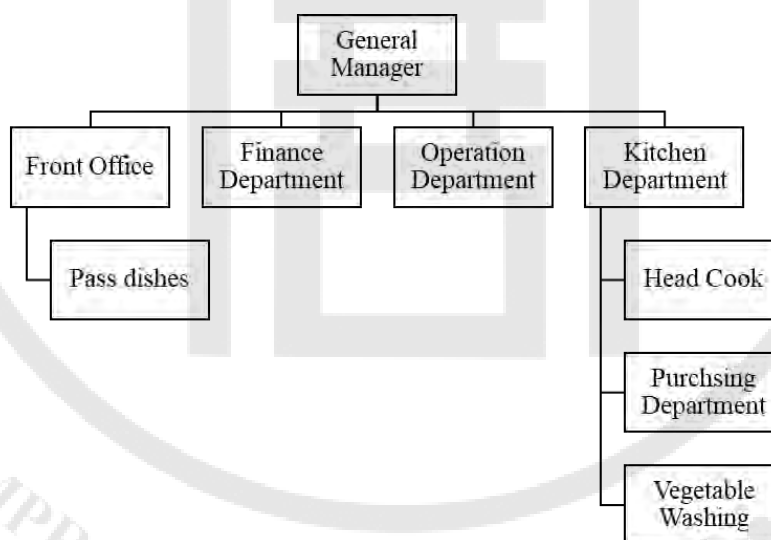 General
Manager
Front Office
Finance
Department
Operation
Department
Kitchen
Department
Pass dishes
Head Cook
Purchsing
Department
Vegetable
Washing